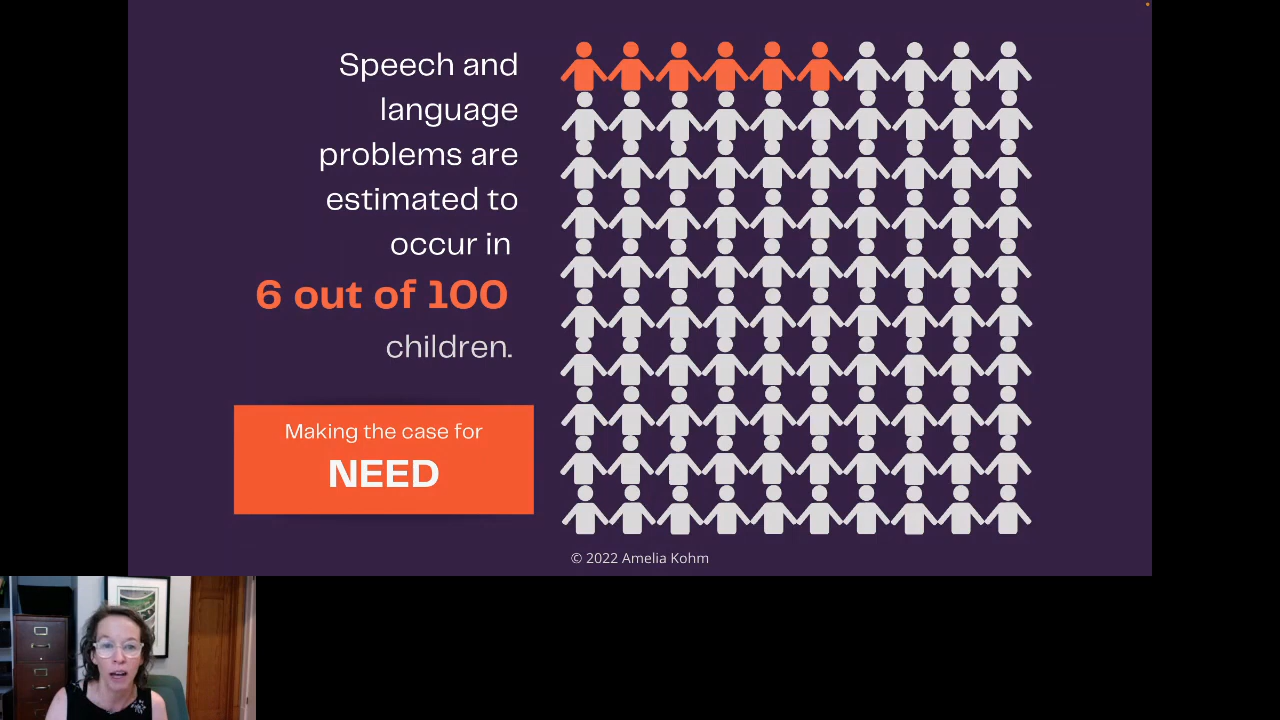 Speech and
language
problems are
estimated to
occur in
6 out of 100
children.
Making the case for
NEED
© 2022 Amelia Kohm